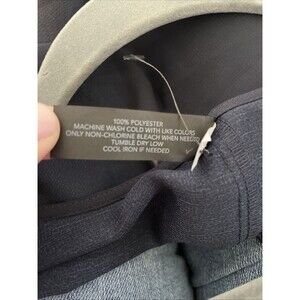 100% POLYESTER
MACHINE WASH COLD WITH LIKE COLORS
ONLY NON-CHLORINE BLEACH WHEN NEEDED
TUMBLE DRY LOW
COOL IRON IF NEEDED